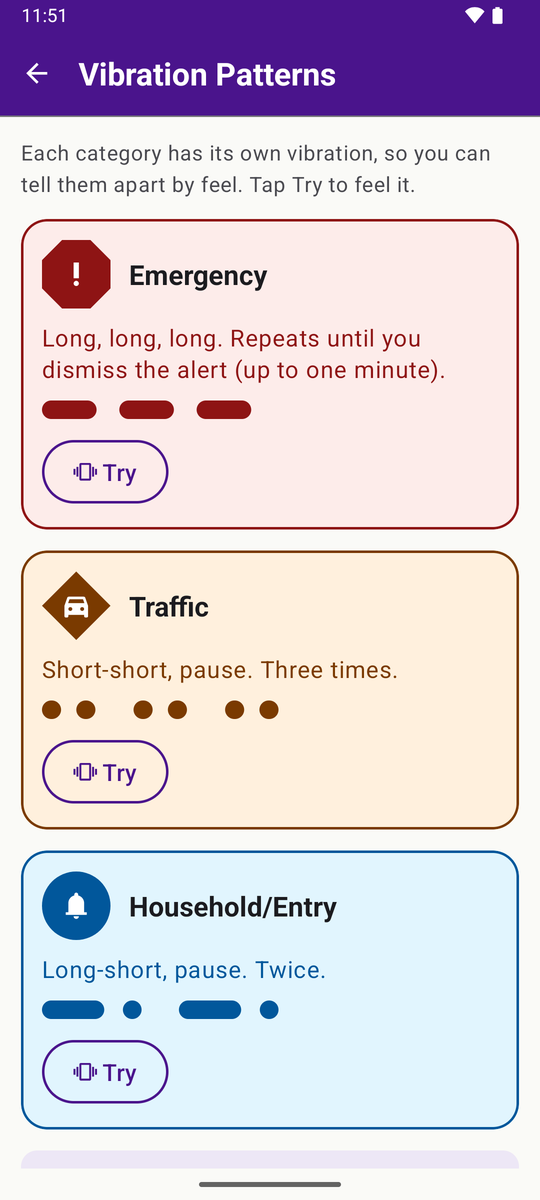 11:51
Vibration Patterns
Each category has its own vibration, so you can
tell them apart by feel. Tap Try to feel it.
Emergency
Long, long, long. Repeats until you
dismiss the alert (up to one minute).
Try
Traffic
Short-short, pause. Three times.
Try
Household/Entry
Long-short, pause. Twice.
Try